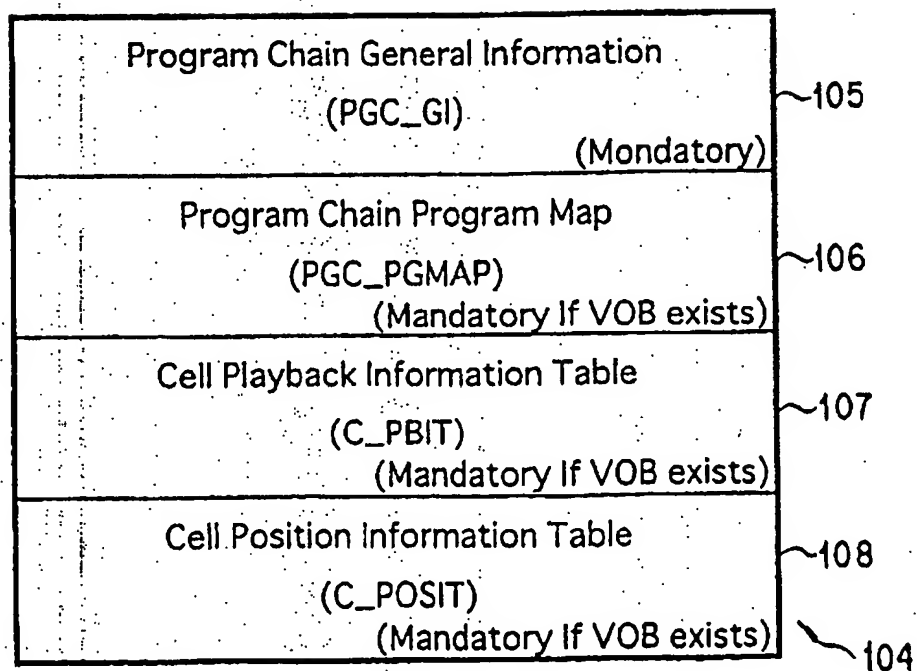 Program Chain General Information
(PGC_GI)
(Mondatory)
105
Program Chain Program Map
(PGC_PGMAP)
(Mandatory If VOB exists)
106
Cell Playback Information Table
(C_PBIT)
(Mandatory If VOB exists)
107
Cell Position Information Table
(C_POSIT)
(Mandatory If VOB exists)
108
104